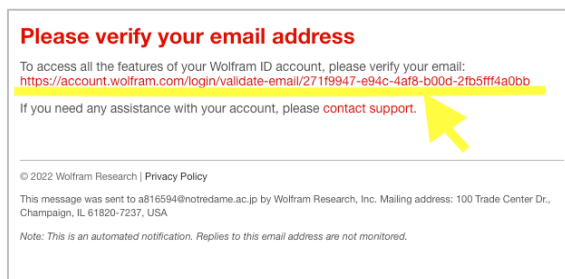 Please verify your email address
To access all the features of your Wolfram ID account, please verify your email:
https://account.wolfram.com/login/validate-email/271f9947-e94c-4af8-b00d-2fb5fff4a0bb
If you need any assistance with your account, please contact support.
© 2022 Wolfram Research | Privacy Policy
This message was sent to a816594@notredame.ac.jp by Wolfram Research, Inc. Mailing address: 100 Trade Center Dr.,
Champaign, IL 61820-7237, USA
Note: This is an automated notification. Replies to this email address are not monitored.